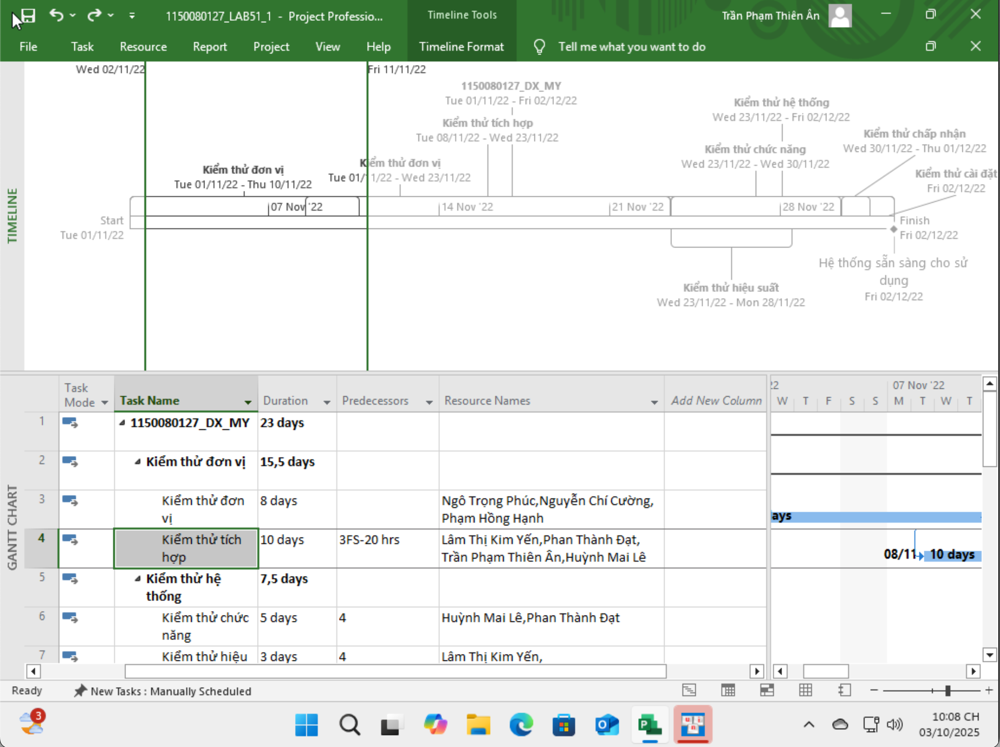 1150080127_LAB51_1 - Project Professio...
Timeline Tools
Trần Phạm Thiên Ân
File Task Resource Report Project View Help Timeline Format Tell me what you want to do
Wed 02/11/22
Fri 11/11/22
1150080127_DX_MY
Tue 01/11/22 - Fri 02/12/22
Kiểm thử hệ thống
Wed 23/11/22 - Fri 02/12/22
Kiểm thử tích hợp
Tue 08/11/22 - Wed 23/11/22
Kiểm thử chấp nhận
Wed 30/11/22 - Thu 01/12/22
Kiểm thử chức năng
Wed 23/11/22 - Wed 30/11/22
Kiểm thử đơn vị
Tue 01/11/22 - Thu 10/11/22
Kiểm thử đơn vị
Tue 01/11/22 - Wed 23/11/22
Kiểm thử cài đặt
Fri 02/12/22
TIMELINE
07 Nov '22 14 Nov '22 21 Nov '22 28 Nov '22
Start
Tue 01/11/22
Finish
Fri 02/12/22
Hệ thống sẵn sàng cho sử
dụng
Fri 02/12/22
Kiểm thử hiệu suất
Wed 23/11/22 - Mon 28/11/22
GANTT CHART
Task
Mode Task Name Duration Predecessors Resource Names Add New Column
22 07 Nov '22
W T F S S M T W T
1 1150080127_DX_MY 23 days
2 Kiểm thử đơn vị 15,5 days
3 Kiểm thử đơn 8 days Ngô Trọng Phúc,Nguyễn Chí Cường,
vị Phạm Hồng Hạnh
ays
4 Kiểm thử tích 10 days 3FS-20 hrs Lâm Thị Kim Yến,Phan Thành Đạt,
hợp Trần Phạm Thiên Ân,Huỳnh Mai Lê
08/11 10 days
5 Kiểm thử hệ 7,5 days
thống
6 Kiểm thử chức 5 days 4 Huỳnh Mai Lê,Phan Thành Đạt
năng
7 Kiểm thử hiệu 3 days 4 Lâm Thị Kim Yến,
Ready New Tasks : Manually Scheduled
3
10:08 CH
03/10/2025